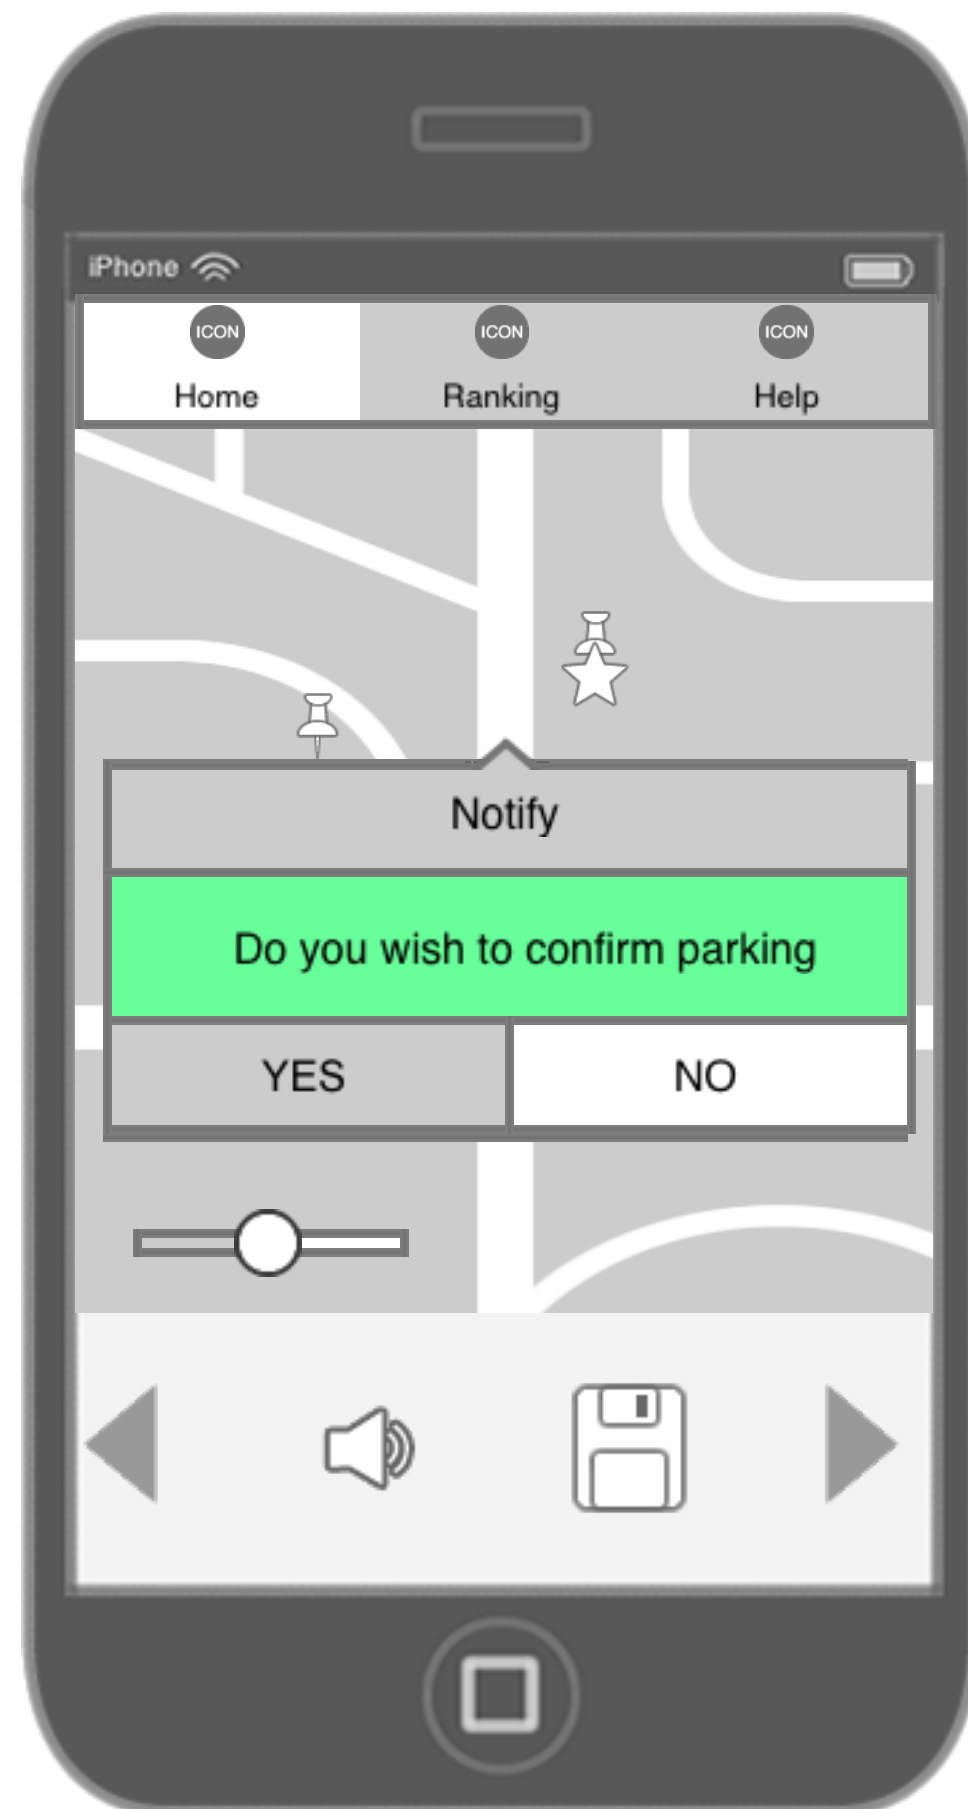 iPhone
ICON ICON ICON
Home Ranking Help
Notify
Do you wish to confirm parking
YES NO